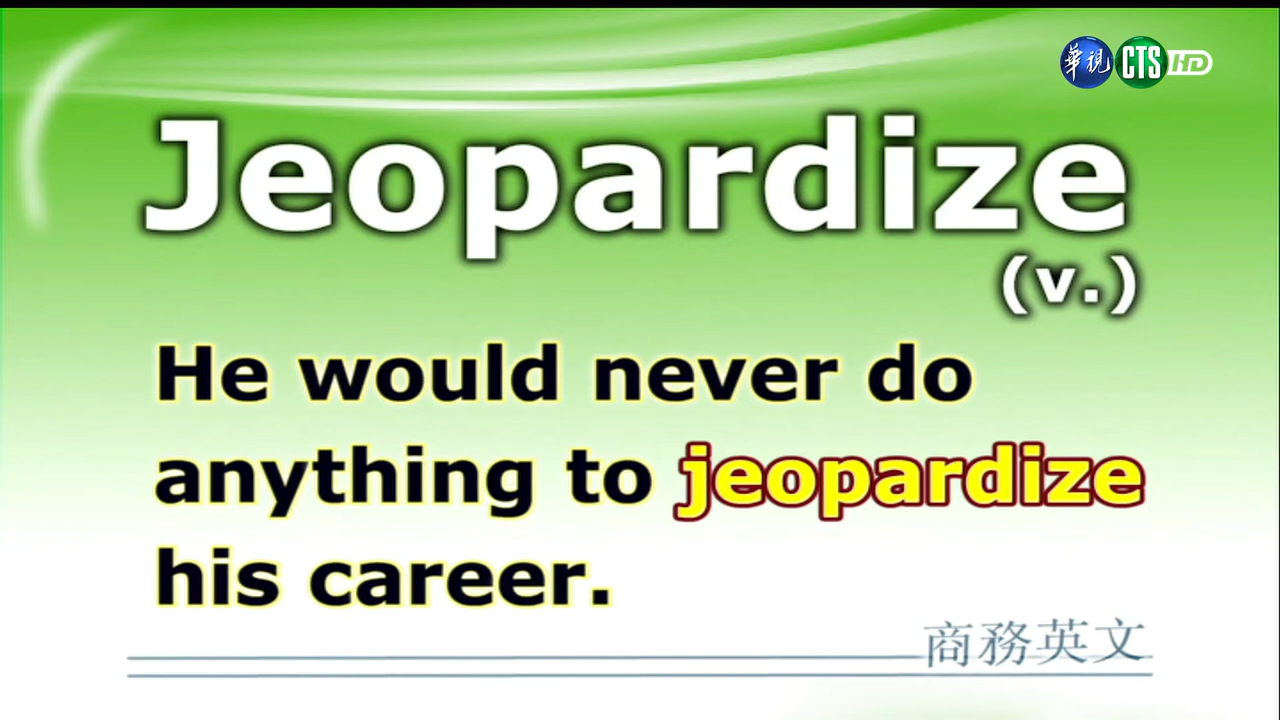 華視 CTS HD
Jeopardize
(v.)
He would never do
anything to jeopardize
his career.
商務英文